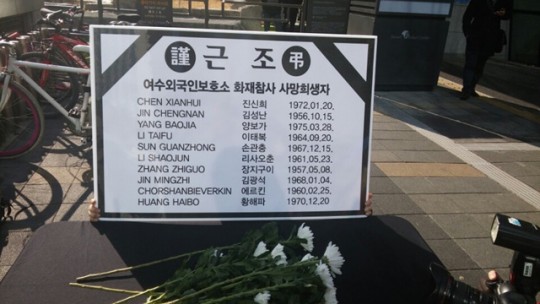 謹 근 조 弔
여수외국인보호소 화재참사 사망희생자
CHEN XIANHUI 진신희 1972,01,20,
JIN CHENGNAN 김성난 1956,10,15,
YANG BAOJIA 양보가 1975,03,28,
LI TAIFU 이태복 1964,09,20,
SUN GUANZHONG 손관충 1967,12,15,
LI SHAOJUN 리사오춘 1961,05,23,
ZHANG ZHIGUO 장지구이 1957,05,08,
JIN MINGZHI 김광석 1968,01,04,
CHORSHANBIEVERKIN 에르킨 1960,02,25,
HUANG HAIBO 황해파 1970,12,20